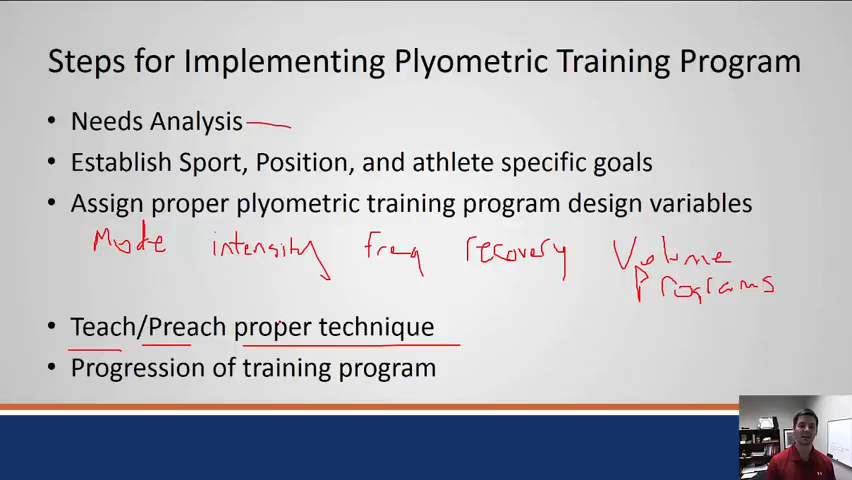 Steps for Implementing Plyometric Training Program
• Needs Analysis
• Establish Sport, Position, and athlete specific goals
• Assign proper plyometric training program design variables
Mode intensity freq recovery Volume
Programs
• Teach/Preach proper technique
• Progression of training program